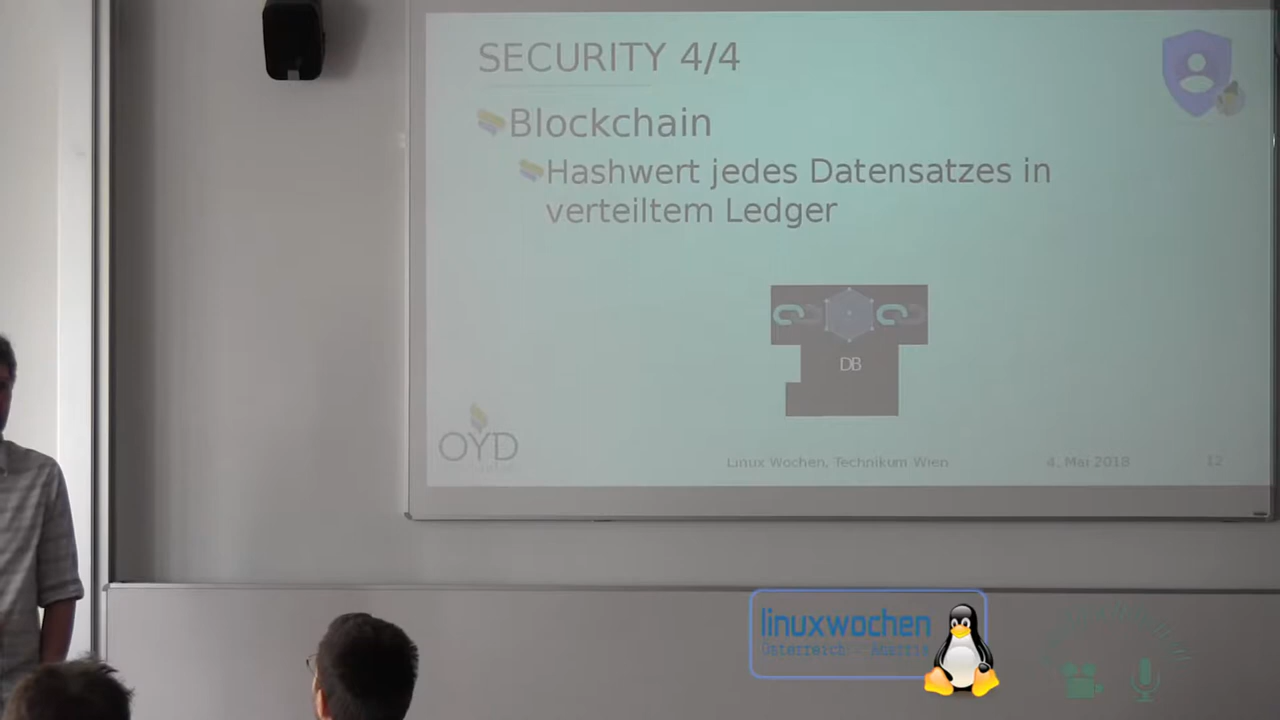 SECURITY 4/4
Blockchain
Hashwert jedes Datensatzes in
verteiltem Ledger
DB
OYD
Linux Wochen, Technikum Wien
4. Mai 2018
12
linuxwochen
Österreich - Austria